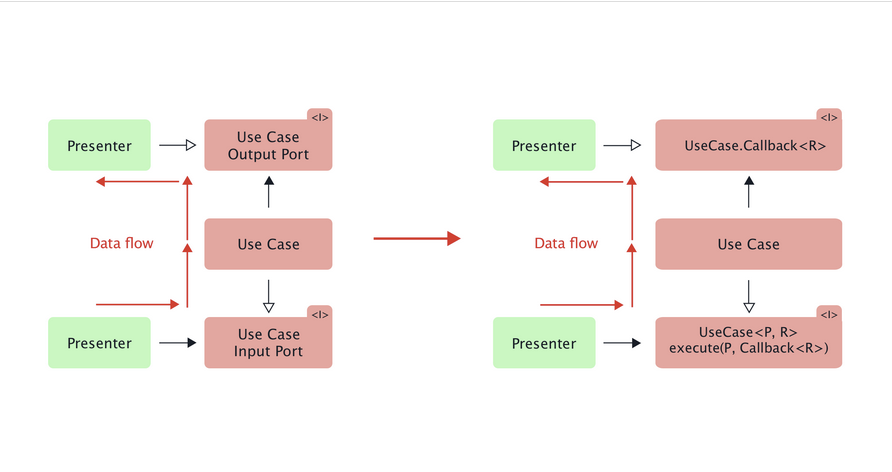 <I>
Presenter
Use Case
Output Port
Data flow
Use Case
<I>
Presenter
Use Case
Input Port
<I>
Presenter
UseCase.Callback<R>
Data flow
Use Case
<I>
Presenter
UseCase<P, R>
execute(P, Callback<R>)